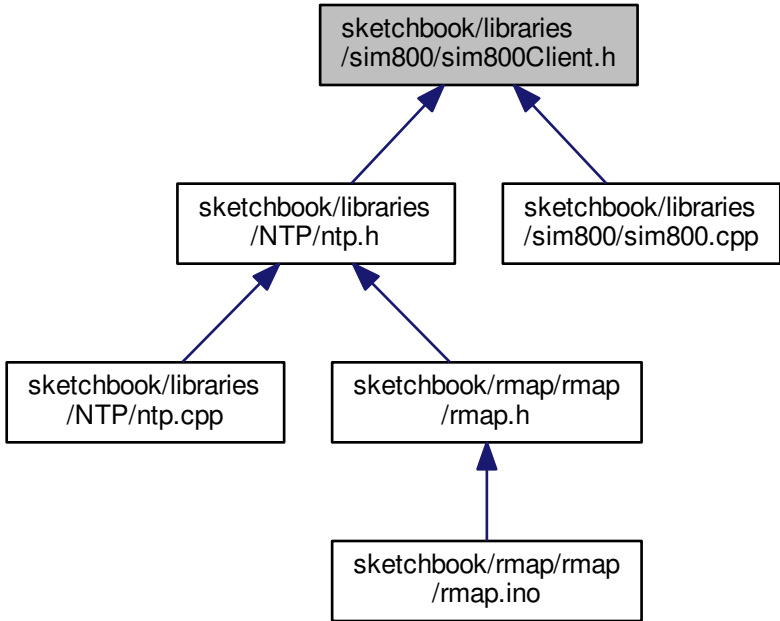 sketchbook/libraries
/sim800/sim800Client.h
sketchbook/libraries
/NTP/ntp.h
sketchbook/libraries
/sim800/sim800.cpp
sketchbook/libraries
/NTP/ntp.cpp
sketchbook/rmap/rmap
/rmap.h
sketchbook/rmap/rmap
/rmap.ino